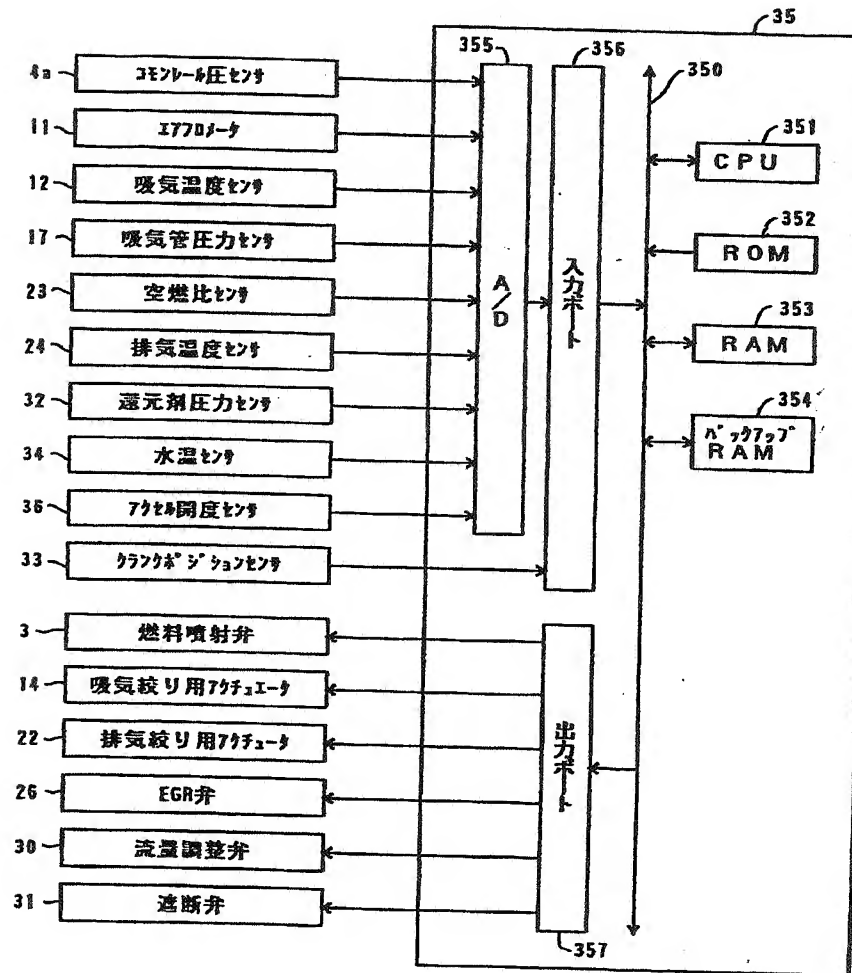 35
355
356
350
4a
コモンレール圧センサ
11
エアフロメータ
12
吸気温度センサ
17
吸気管圧力センサ
23
空燃比センサ
24
排気温度センサ
32
還元剤圧力センサ
34
水温センサ
36
アクセル開度センサ
33
クランクポジションセンサ
A/D
入力ポート
351
CPU
352
ROM
353
RAM
354
バックアップ
RAM
3
燃料噴射弁
14
吸気絞り用アクチュエータ
22
排気絞り用アクチュータ
26
EGR弁
30
流量調整弁
31
遮断弁
出力ポート
357